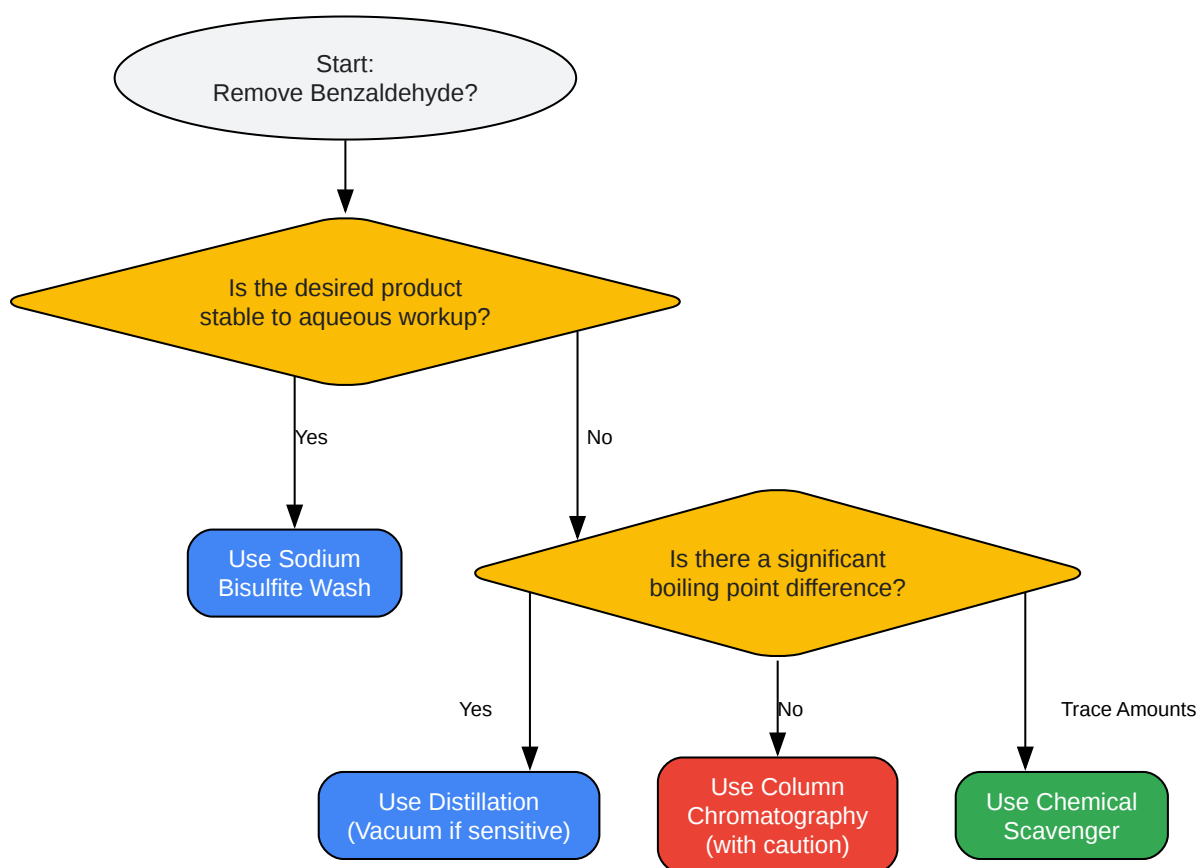 Start:
Remove Benzaldehyde?
Is the desired product
stable to aqueous workup?
Yes
No
Use Sodium
Bisulfite Wash
Is there a significant
boiling point difference?
Yes
No
Trace Amounts
Use Distillation
(Vacuum if sensitive)
Use Column
Chromatography
(with caution)
Use Chemical
Scavenger